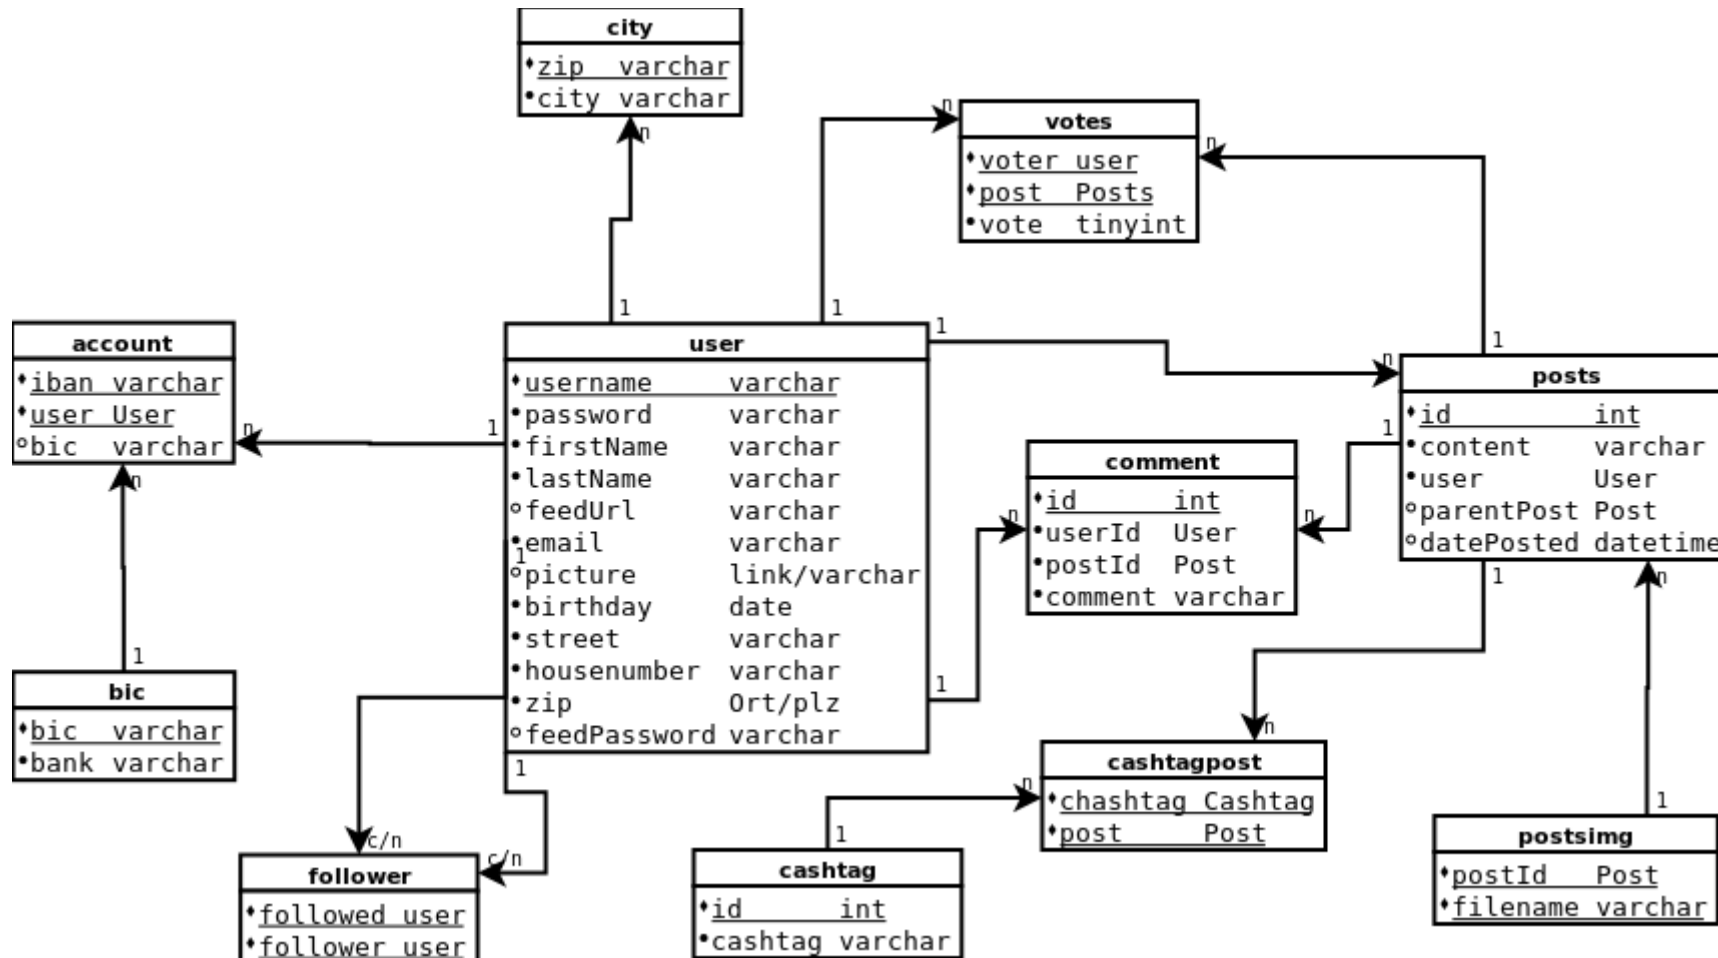 city
zip varchar
city varchar
n
n
votes
voter user
post Posts
vote tinyint
n
1
1
1
1
account
iban varchar
user User
bic varchar
n
1
n
1
bic
bic varchar
bank varchar
user
username varchar
password varchar
firstName varchar
lastName varchar
feedUrl varchar
email varchar
1
picture link/varchar
birthday date
street varchar
housenumber varchar
zip Ort/plz
feedPassword varchar
1
1
n
posts
id int
content varchar
user User
parentPost Post
datePosted datetime
1
1
n
comment
id int
userId User
postId Post
comment varchar
n
n
n
cashtagpost
chashtag Cashtag
post Post
n
1
cashtag
id int
cashtag varchar
1
postsimg
postId Post
filename varchar
c/n
c/n
follower
followed user
follower user